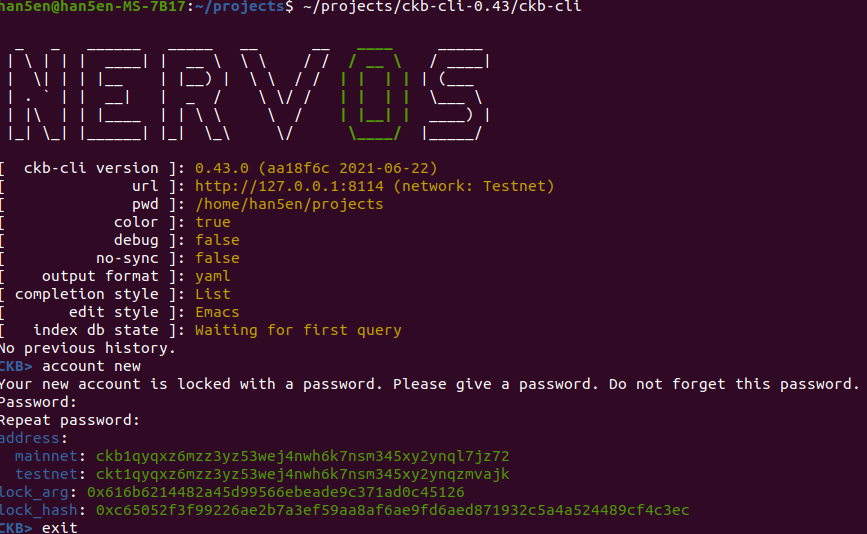 han5en@han5en-MS-7B17:~/projects$ ~/projects/ckb-cli-0.43/ckb-cli
NERVOS
[  ckb-cli version ]: 0.43.0 (aa18f6c 2021-06-22)
[              url ]: http://127.0.0.1:8114 (network: Testnet)
[              pwd ]: /home/han5en/projects
[            color ]: true
[            debug ]: false
[          no-sync ]: false
[    output format ]: yaml
[ completion style ]: List
[       edit style ]: Emacs
[   index db state ]: Waiting for first query
No previous history.
CKB> account new
Your new account is locked with a password. Please give a password. Do not forget this password.
Password:
Repeat password:
address:
  mainnet: ckb1qyqxz6mzz3yz53wej4nwh6k7nsm345xy2ynql7jz72
  testnet: ckt1qyqxz6mzz3yz53wej4nwh6k7nsm345xy2ynqzmvajk
lock_arg: 0x616b6214482a45d99566ebeade9c371ad0c45126
lock_hash: 0xc65052f3f99226ae2b7a3ef59aa8af6ae9fd6aed871932c5a4a524489cf4c3ec
CKB> exit